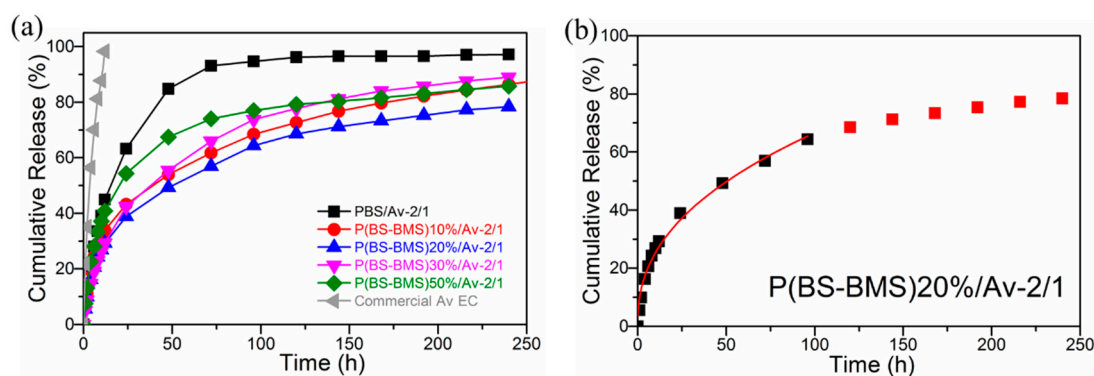 (a)
100
80
60
40
20
0
Cumulative Release (%)
PBS/Av-2/1
P(BS-BMS)10%/Av-2/1
P(BS-BMS)20%/Av-2/1
P(BS-BMS)30%/Av-2/1
P(BS-BMS)50%/Av-2/1
Commercial Av EC
0 50 100 150 200 250
Time (h)
(b)
100
80
60
40
20
0
Cumulative Release (%)
P(BS-BMS)20%/Av-2/1
0 50 100 150 200 250
Time (h)